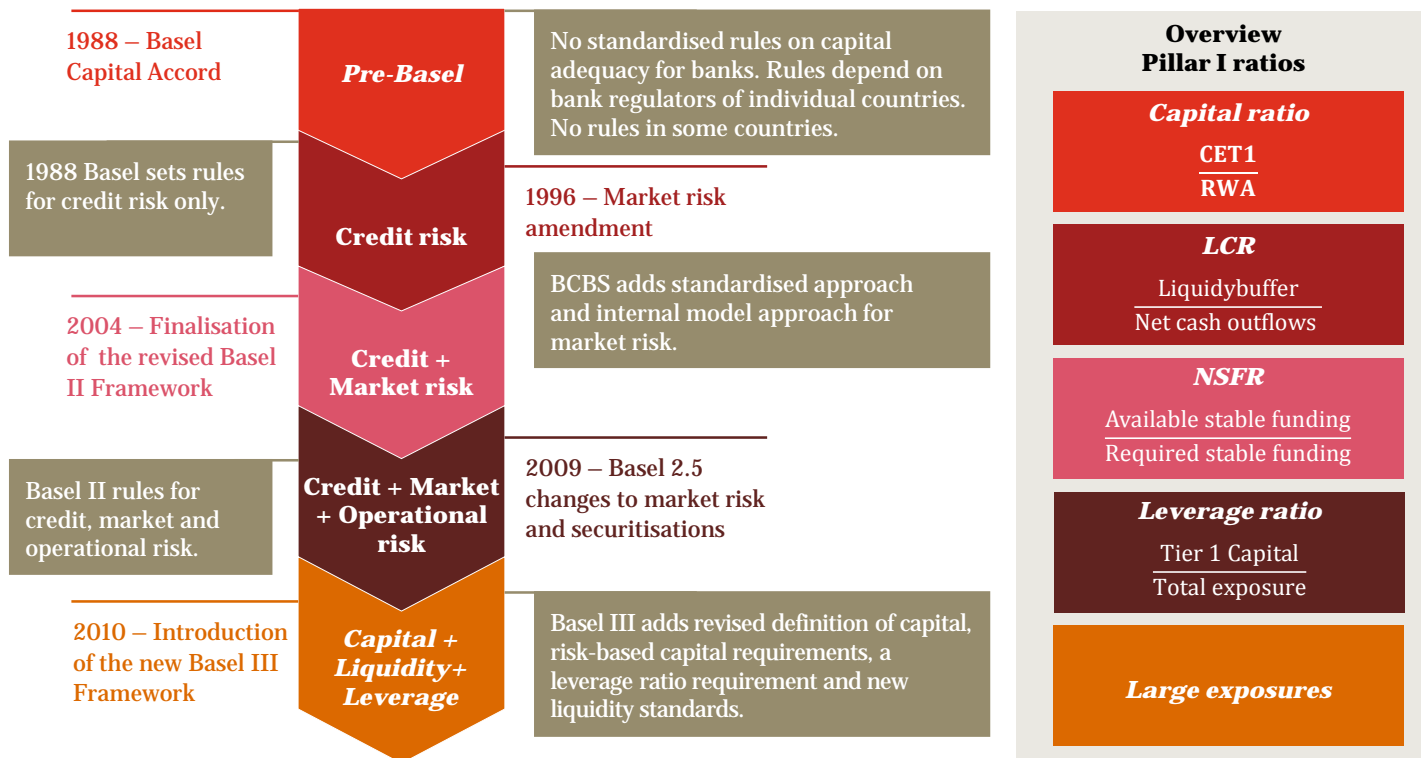 1988 – Basel
Capital Accord
Pre-Basel
No standardised rules on capital
adequacy for banks. Rules depend on
bank regulators of individual countries.
No rules in some countries.
1988 Basel sets rules
for credit risk only.
Credit risk
1996 – Market risk
amendment
BCBS adds standardised approach
and internal model approach for
market risk.
2004 – Finalisation
of the revised Basel
II Framework
Credit +
Market risk
Basel II rules for
credit, market and
operational risk.
Credit + Market
+ Operational
risk
2009 – Basel 2.5
changes to market risk
and securitisations
2010 – Introduction
of the new Basel III
Framework
Capital +
Liquidity+
Leverage
Basel III adds revised definition of capital,
risk-based capital requirements, a
leverage ratio requirement and new
liquidity standards.
Overview
Pillar I ratios
Capital ratio
CET1
RWA
LCR
Liquidybuffer
Net cash outflows
NSFR
Available stable funding
Required stable funding
Leverage ratio
Tier 1 Capital
Total exposure
Large exposures